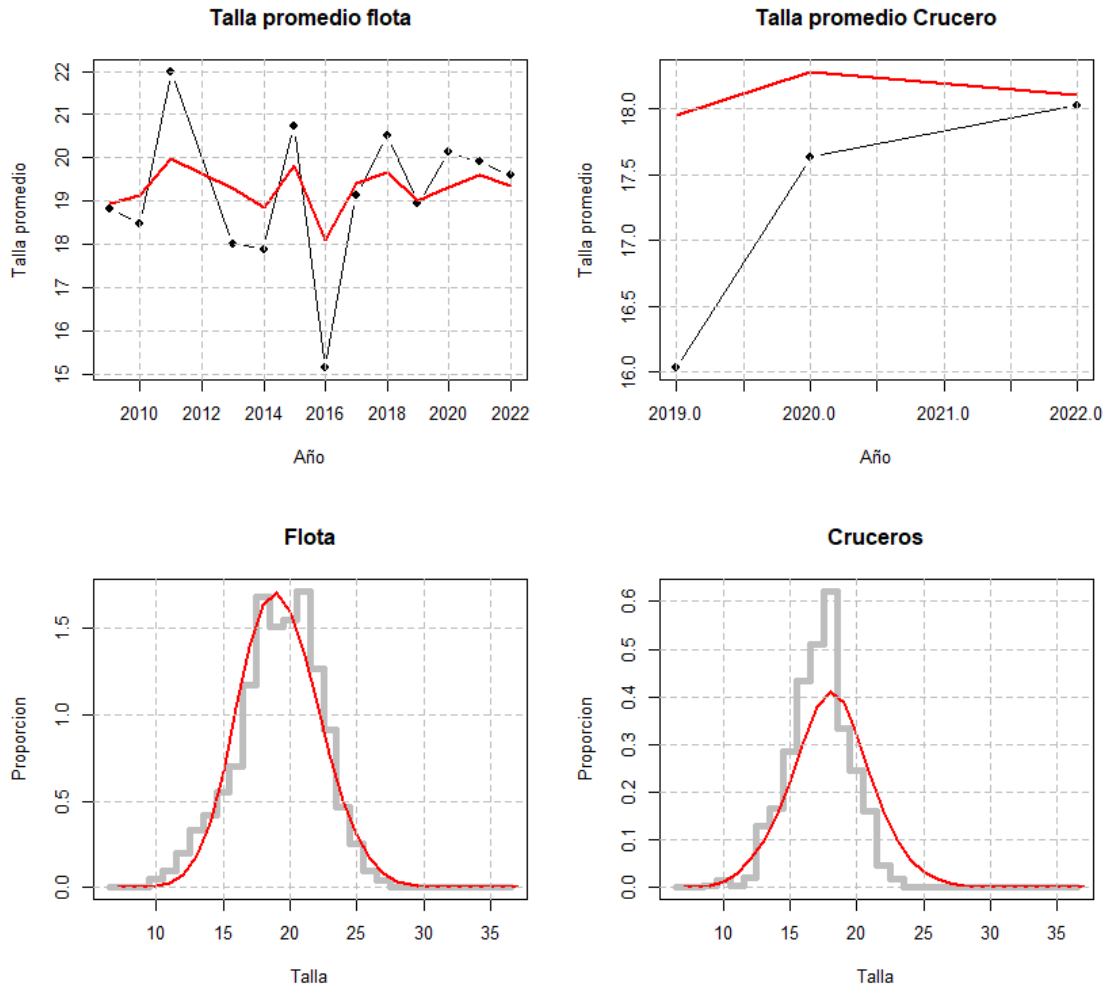 Talla promedio flota
Talla promedio
22
21
20
19
18
17
16
15
2010 2012 2014 2016 2018 2020 2022
Año
Talla promedio Crucero
Talla promedio
18.0
17.5
17.0
16.5
16.0
2019.0 2020.0 2021.0 2022.0
Año
Flota
Proporcion
1.5
1.0
0.5
0.0
10 15 20 25 30 35
Talla
Cruceros
Proporcion
0.6
0.5
0.4
0.3
0.2
0.1
0.0
10 15 20 25 30 35
Talla